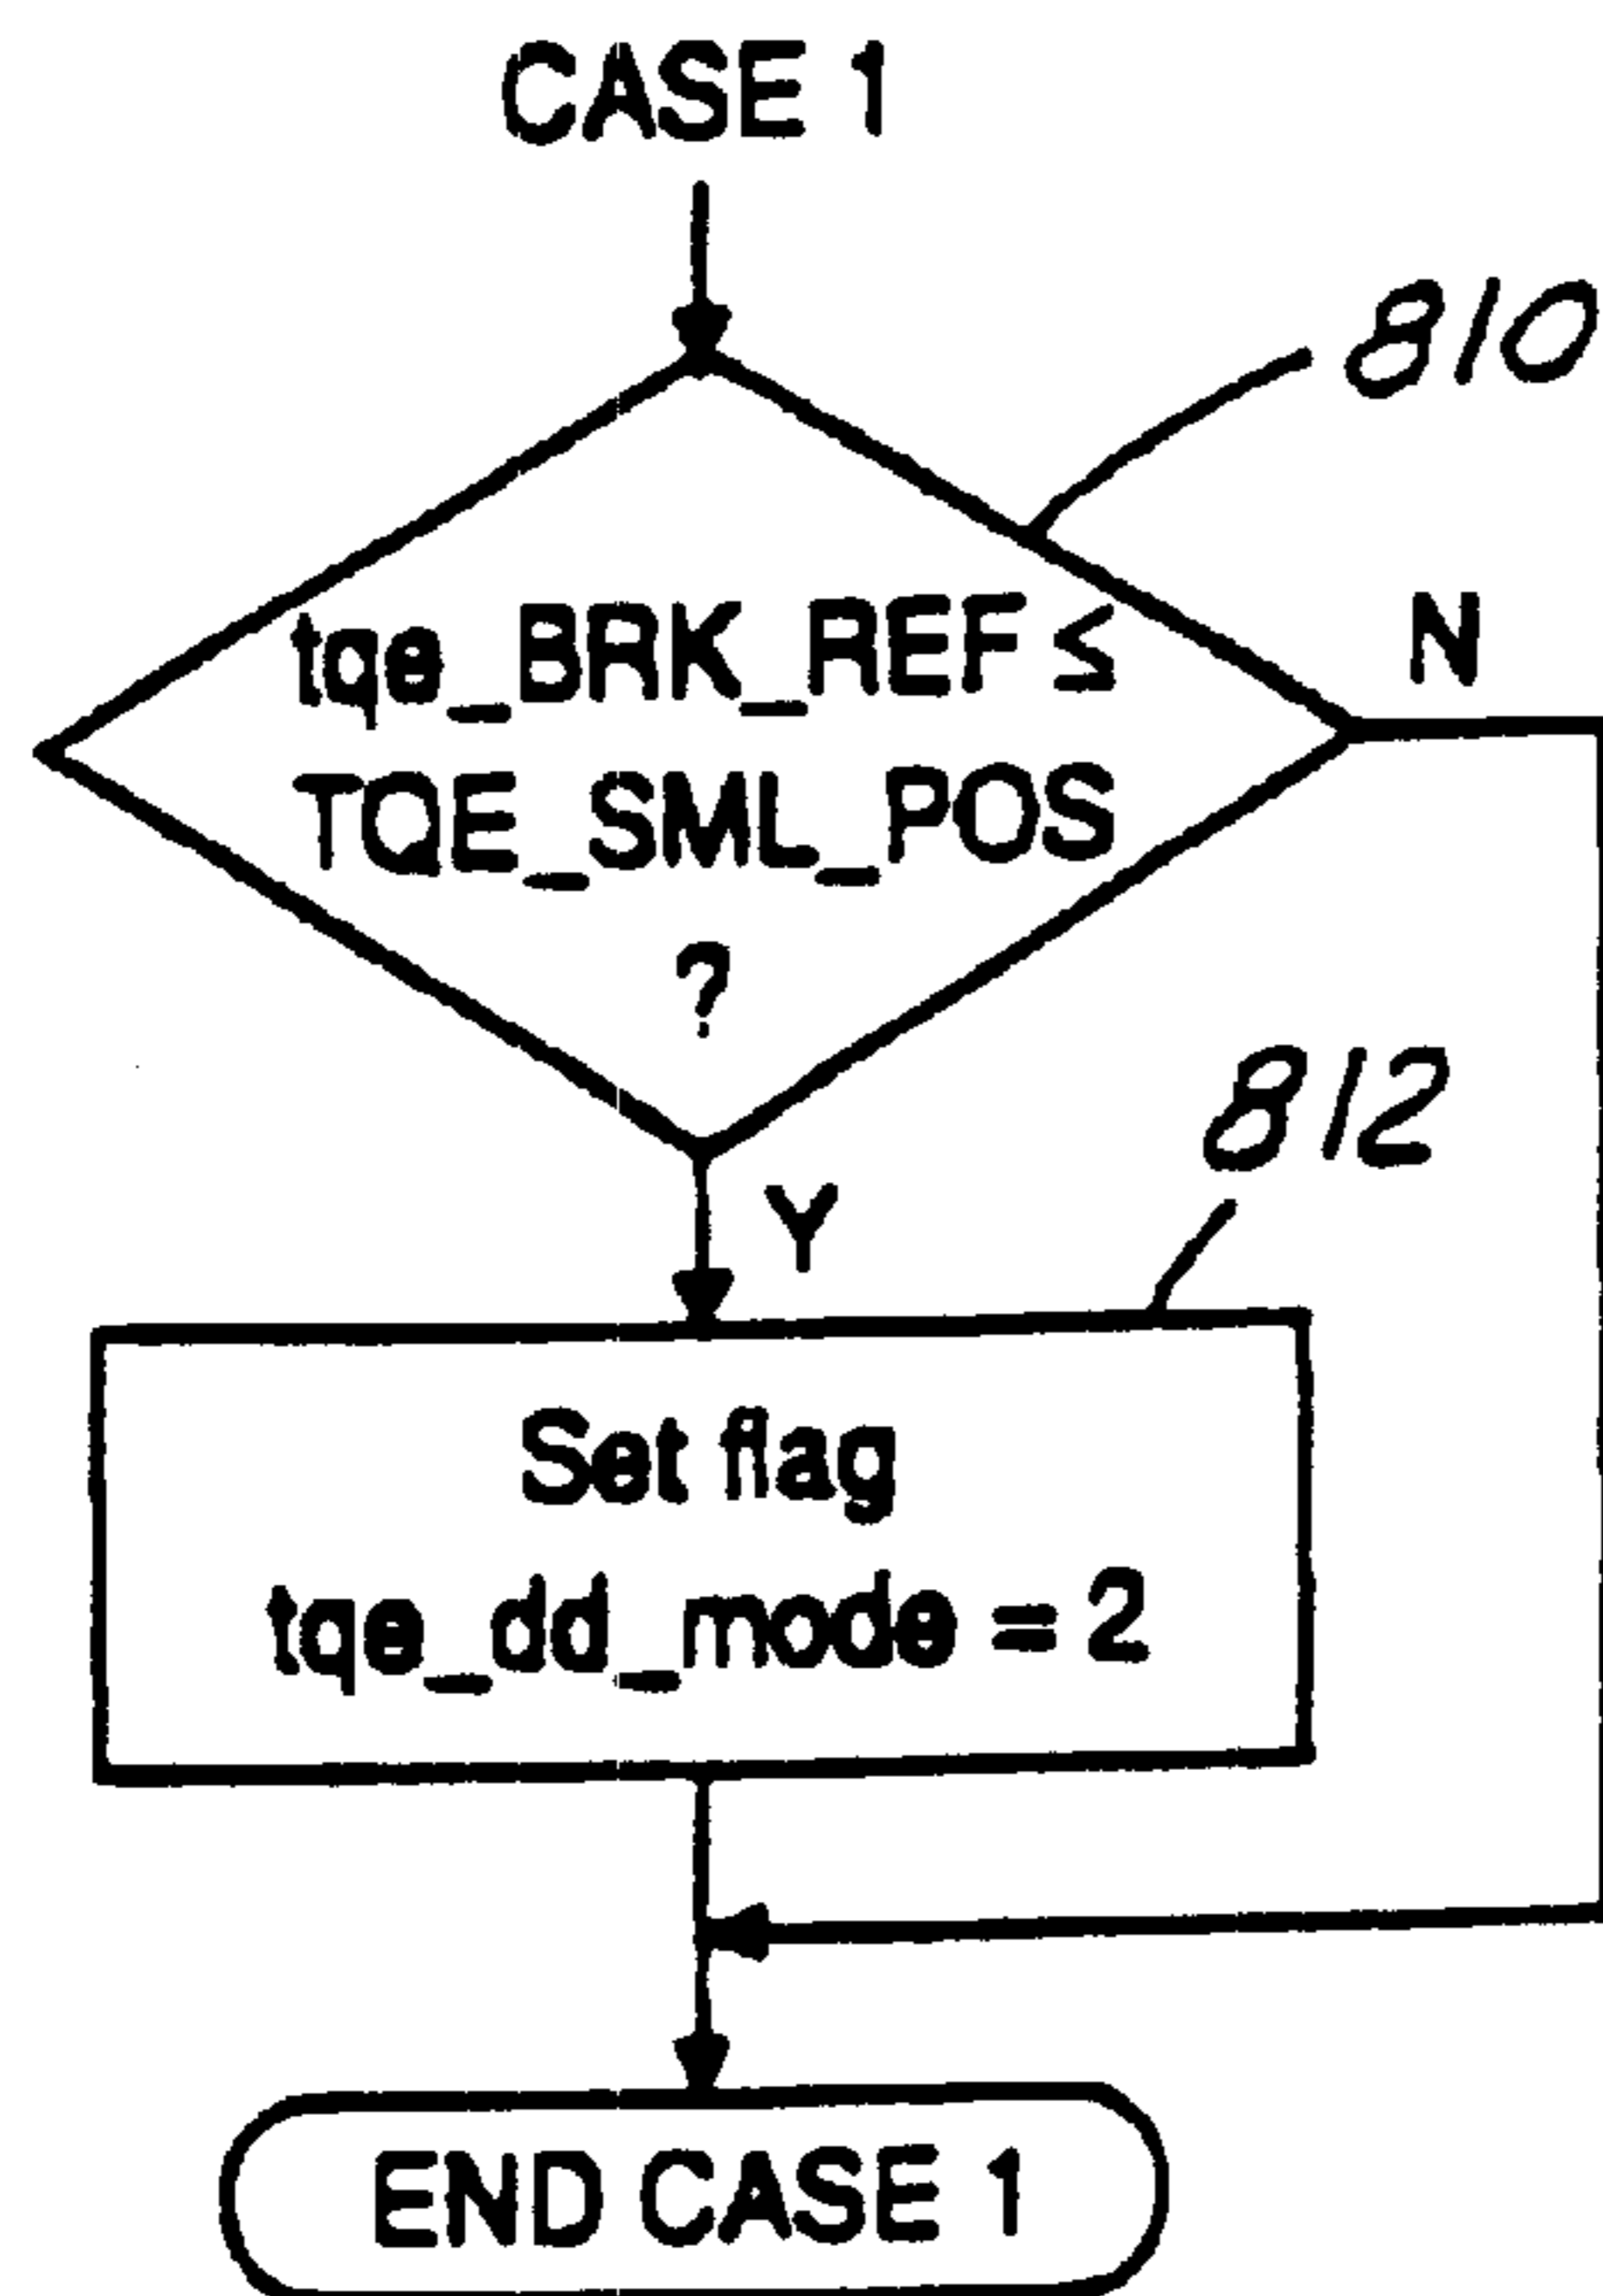 CASE 1
810
tqe_BRK_REF ≤
N
TQE_SML_POS
?
812
Y
Set flag
tqe_dd_mode = 2
END CASE 1